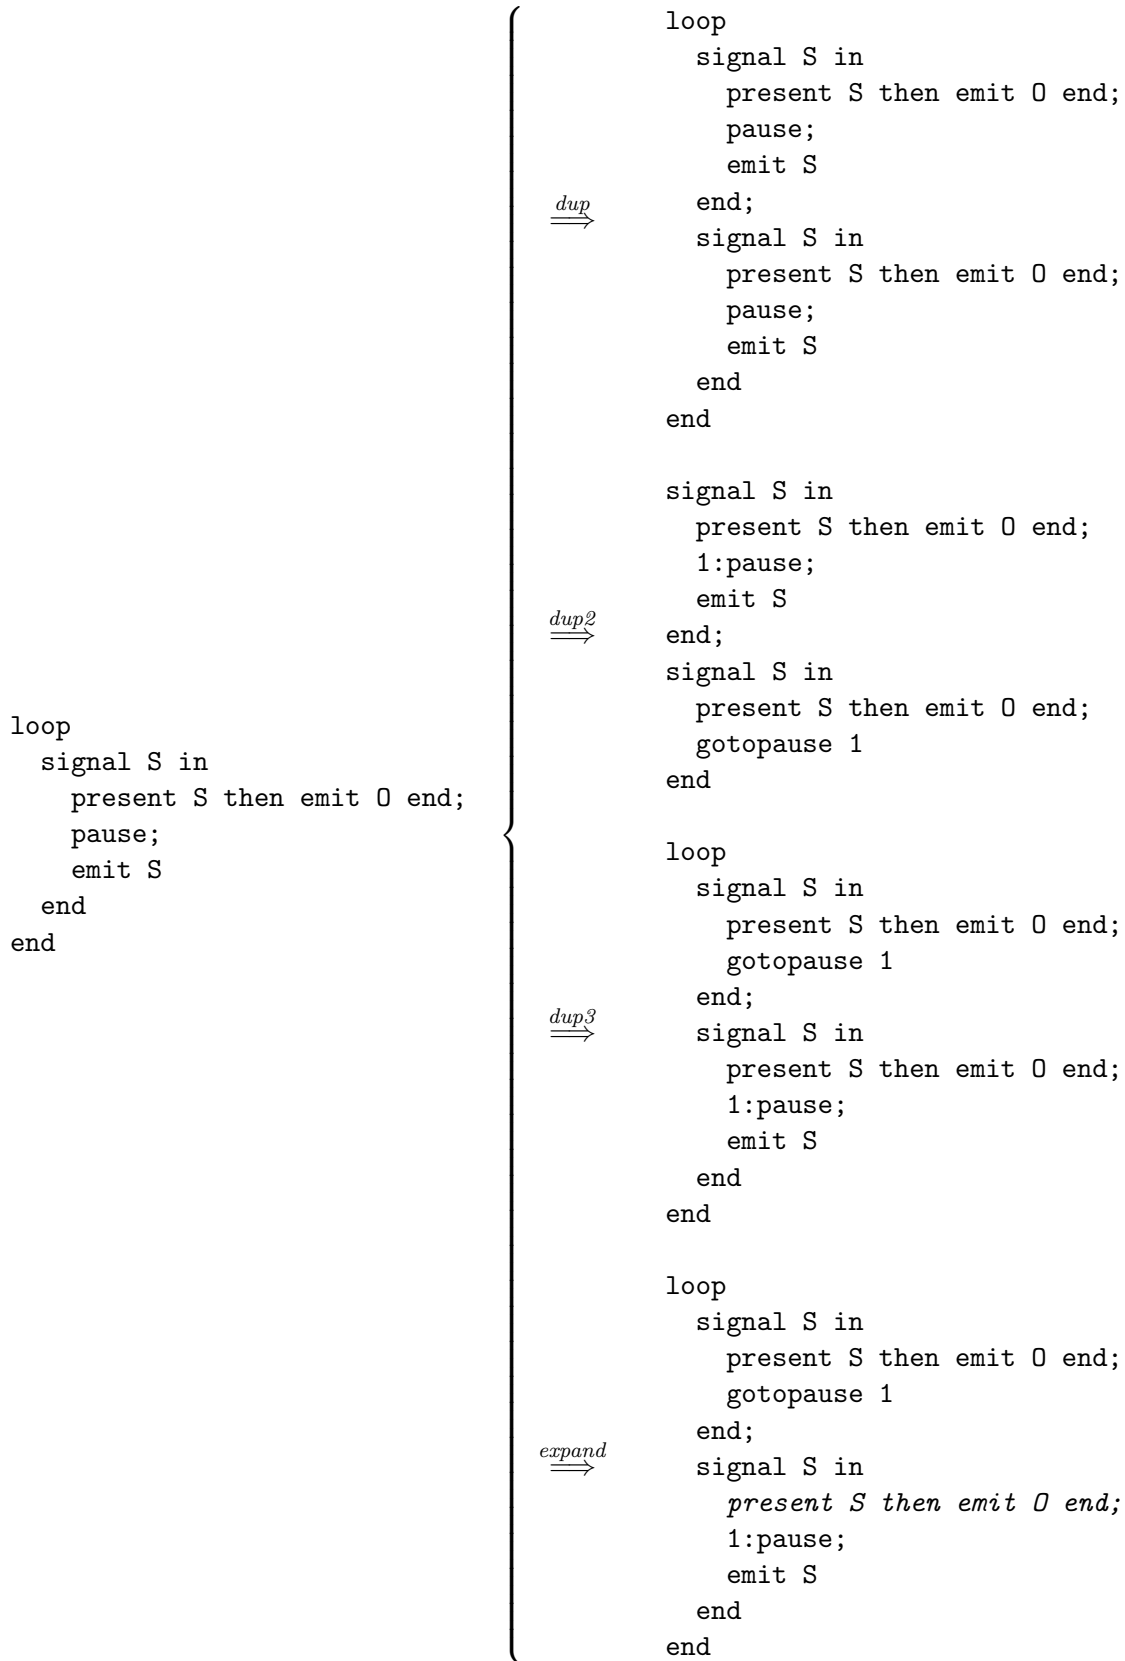 loop
  signal S in
    present S then emit O end;
    pause;
    emit S
  end
end
dup
⟹
loop
  signal S in
    present S then emit O end;
    pause;
    emit S
  end;
  signal S in
    present S then emit O end;
    pause;
    emit S
  end
end
dup2
⟹
signal S in
  present S then emit O end;
  1:pause;
  emit S
end;
signal S in
  present S then emit O end;
  gotopause 1
end
dup3
⟹
loop
  signal S in
    present S then emit O end;
    gotopause 1
  end;
  signal S in
    present S then emit O end;
    1:pause;
    emit S
  end
end
expand
⟹
loop
  signal S in
    present S then emit O end;
    gotopause 1
  end;
  signal S in
    present S then emit O end;
    1:pause;
    emit S
  end
end